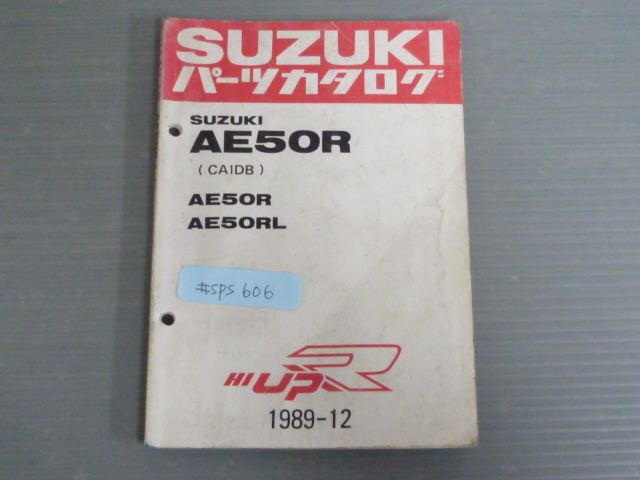 SUZUKI
パーツカタログ
SUZUKI
AE50R
(CA1DB)
AE50R
AE50RL
#SPS 606
HI UP R
1989-12